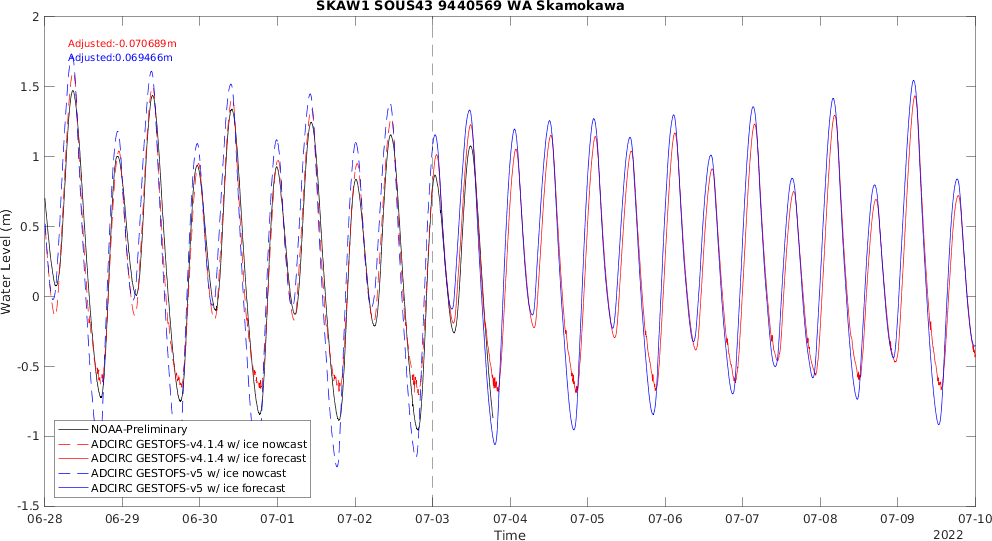 SKAW1 SOUS43 9440569 WA Skamokawa
Adjusted:-0.070689m
Adjusted:0.069466m
2
1.5
1
0.5
0
-0.5
-1
-1.5
Water Level (m)
NOAA-Preliminary
ADCIRC GESTOFS-v4.1.4 w/ ice nowcast
ADCIRC GESTOFS-v4.1.4 w/ ice forecast
ADCIRC GESTOFS-v5 w/ ice nowcast
ADCIRC GESTOFS-v5 w/ ice forecast
06-28 06-29 06-30 07-01 07-02 07-03 07-04 07-05 07-06 07-07 07-08 07-09 07-10
Time
2022